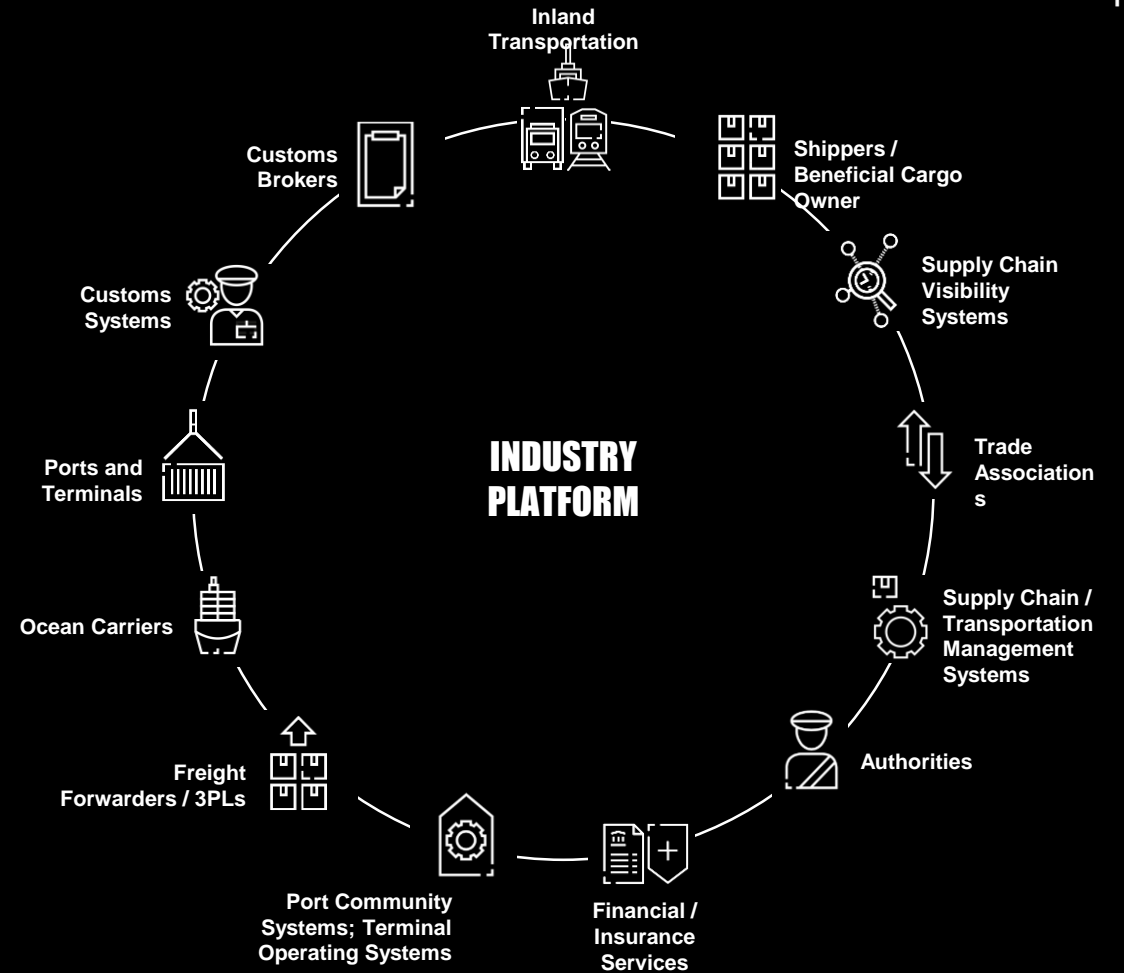 Inland
Transportation
Shippers /
Beneficial Cargo
Owner
Supply Chain
Visibility
Systems
Trade
Association
s
Supply Chain /
Transportation
Management
Systems
Authorities
Financial /
Insurance
Services
Port Community
Systems; Terminal
Operating Systems
Freight
Forwarders / 3PLs
Ocean Carriers
Ports and
Terminals
Customs
Systems
Customs
Brokers
INDUSTRY
PLATFORM